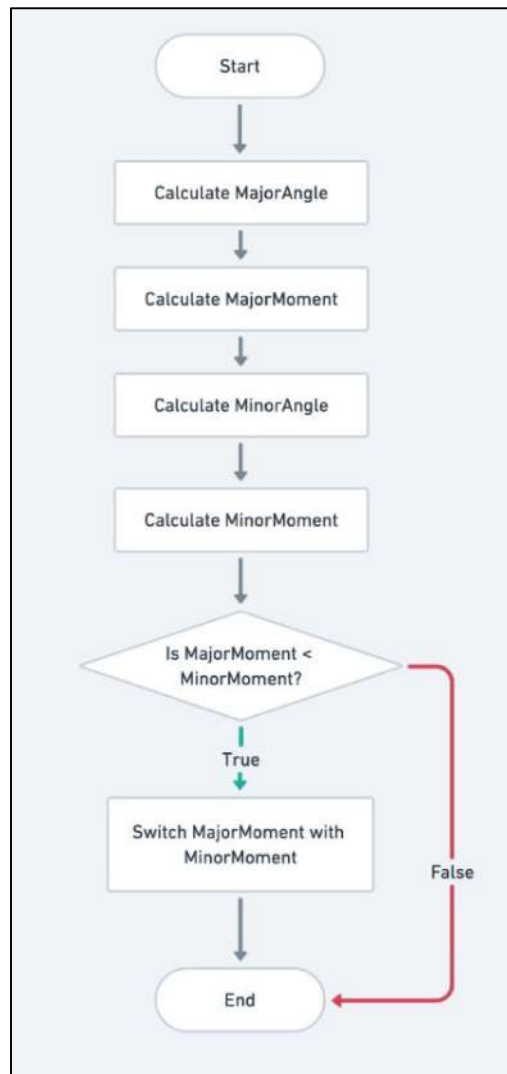 Start
Calculate MajorAngle
Calculate MajorMoment
Calculate MinorAngle
Calculate MinorMoment
Is MajorMoment <
MinorMoment?
True
Switch MajorMoment with
MinorMoment
False
End